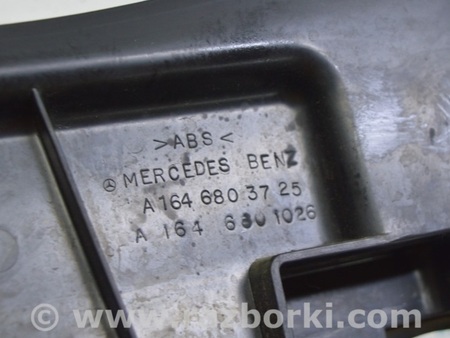 >ABS<
MERCEDES BENZ
A 164 680 37 25
A 164 680 1026
© www.razborki.com